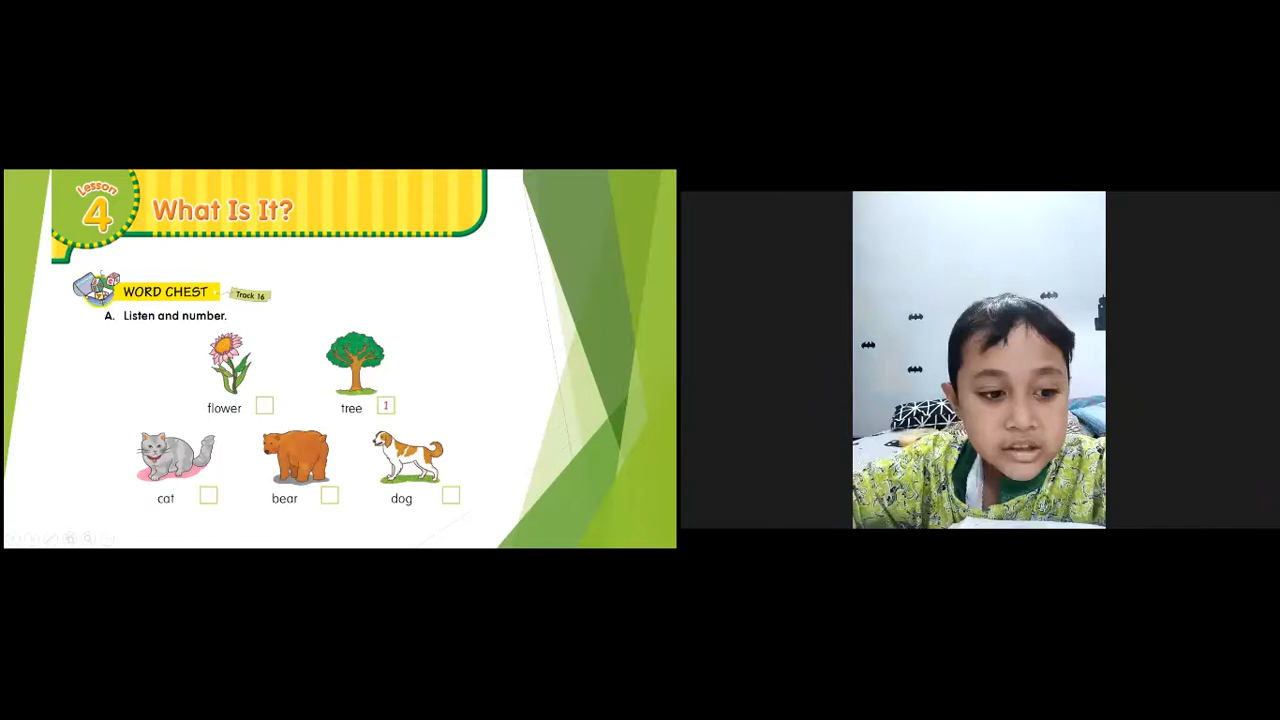 Lesson
4
What Is It?
WORD CHEST
Track 16
A. Listen and number.
flower
tree 1
cat
bear
dog